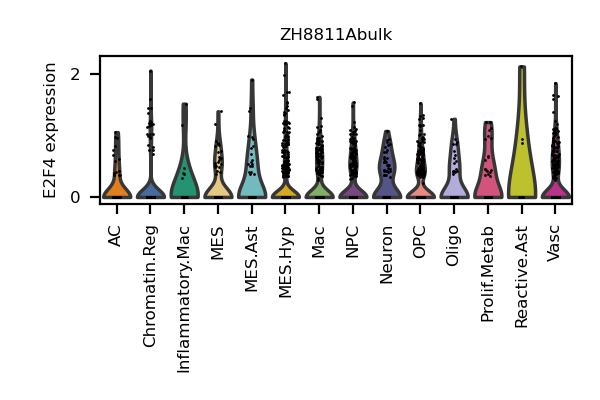 ZH8811Abulk
E2F4 expression
2
0
AC
Chromatin.Reg
Inflammatory.Mac
MES
MES.Ast
MES.Hyp
Mac
NPC
Neuron
OPC
Oligo
Prolif.Metab
Reactive.Ast
Vasc